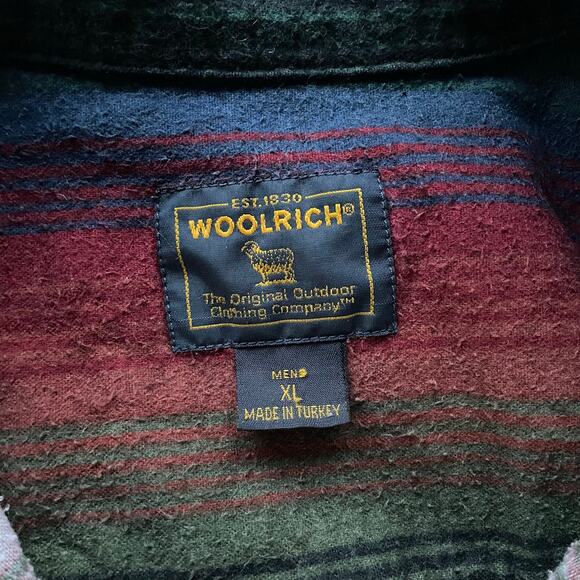 EST. 1830
WOOLRICH®
The Original Outdoor
Clothing Company™
MENS
XL
MADE IN TURKEY